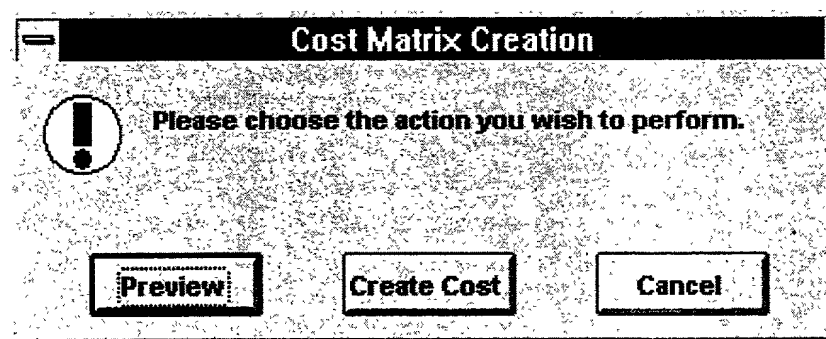 Cost Matrix Creation
Please choose the action you wish to perform.
Preview Create Cost Cancel